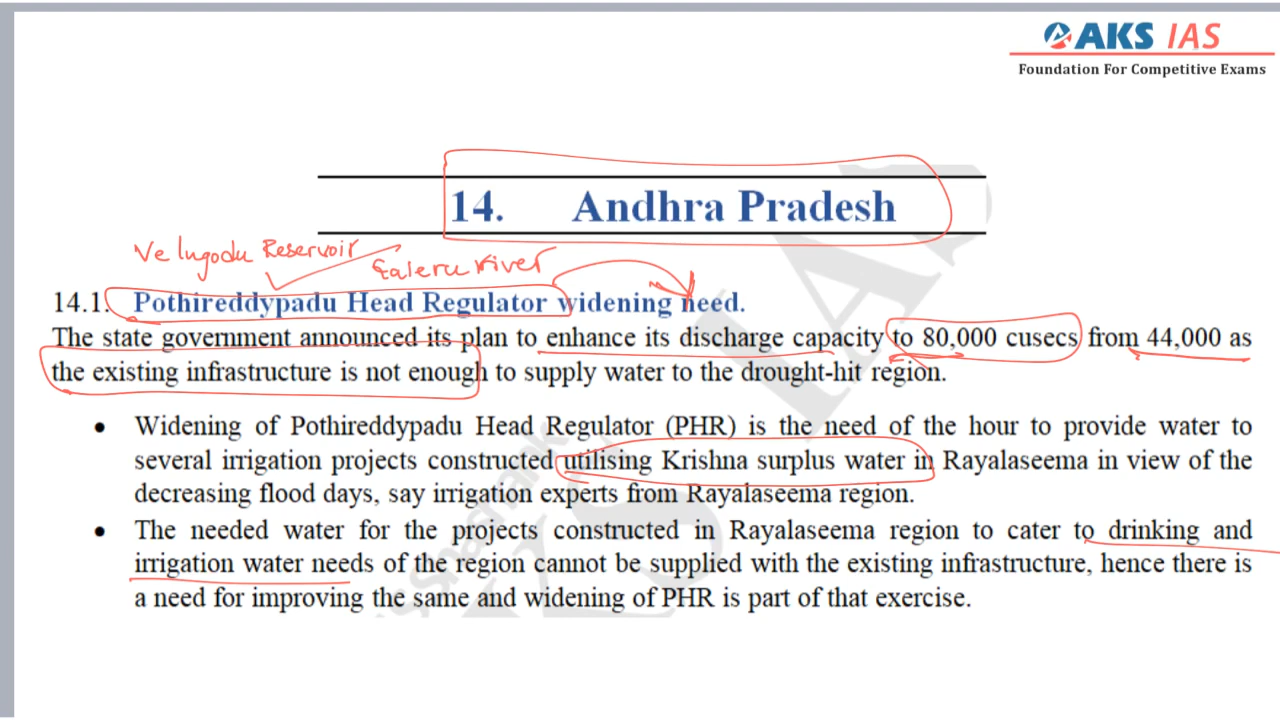 AKS IAS
Foundation For Competitive Exams
14. Andhra Pradesh
Velugodu Reservoir
Galeru river
14.1. Pothireddypadu Head Regulator widening need.
The state government announced its plan to enhance its discharge capacity to 80,000 cusecs from 44,000 as
the existing infrastructure is not enough to supply water to the drought-hit region.
• Widening of Pothireddypadu Head Regulator (PHR) is the need of the hour to provide water to
several irrigation projects constructed utilising Krishna surplus water in Rayalaseema in view of the
decreasing flood days, say irrigation experts from Rayalaseema region.
• The needed water for the projects constructed in Rayalaseema region to cater to drinking and
irrigation water needs of the region cannot be supplied with the existing infrastructure, hence there is
a need for improving the same and widening of PHR is part of that exercise.